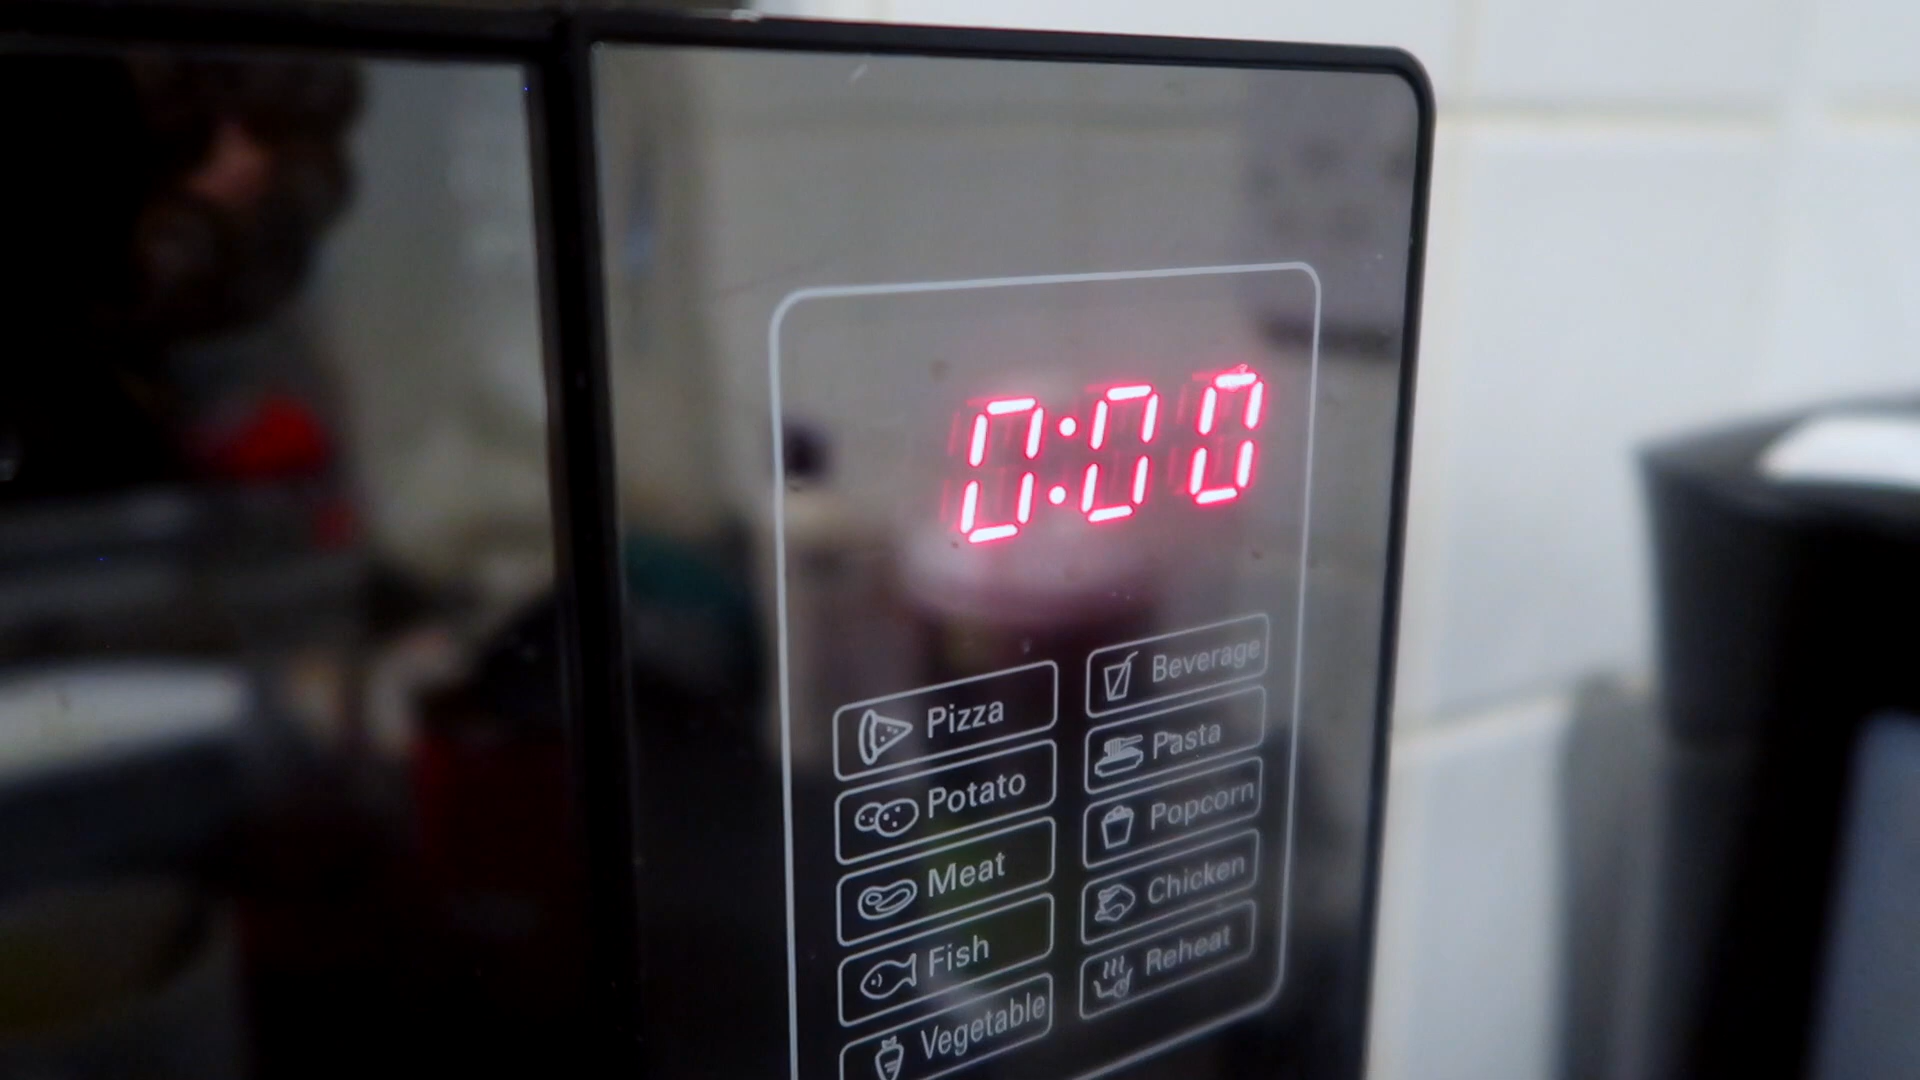 0:00
Pizza
Beverage
Potato
Pasta
Meat
Popcorn
Fish
Chicken
Vegetable
Reheat